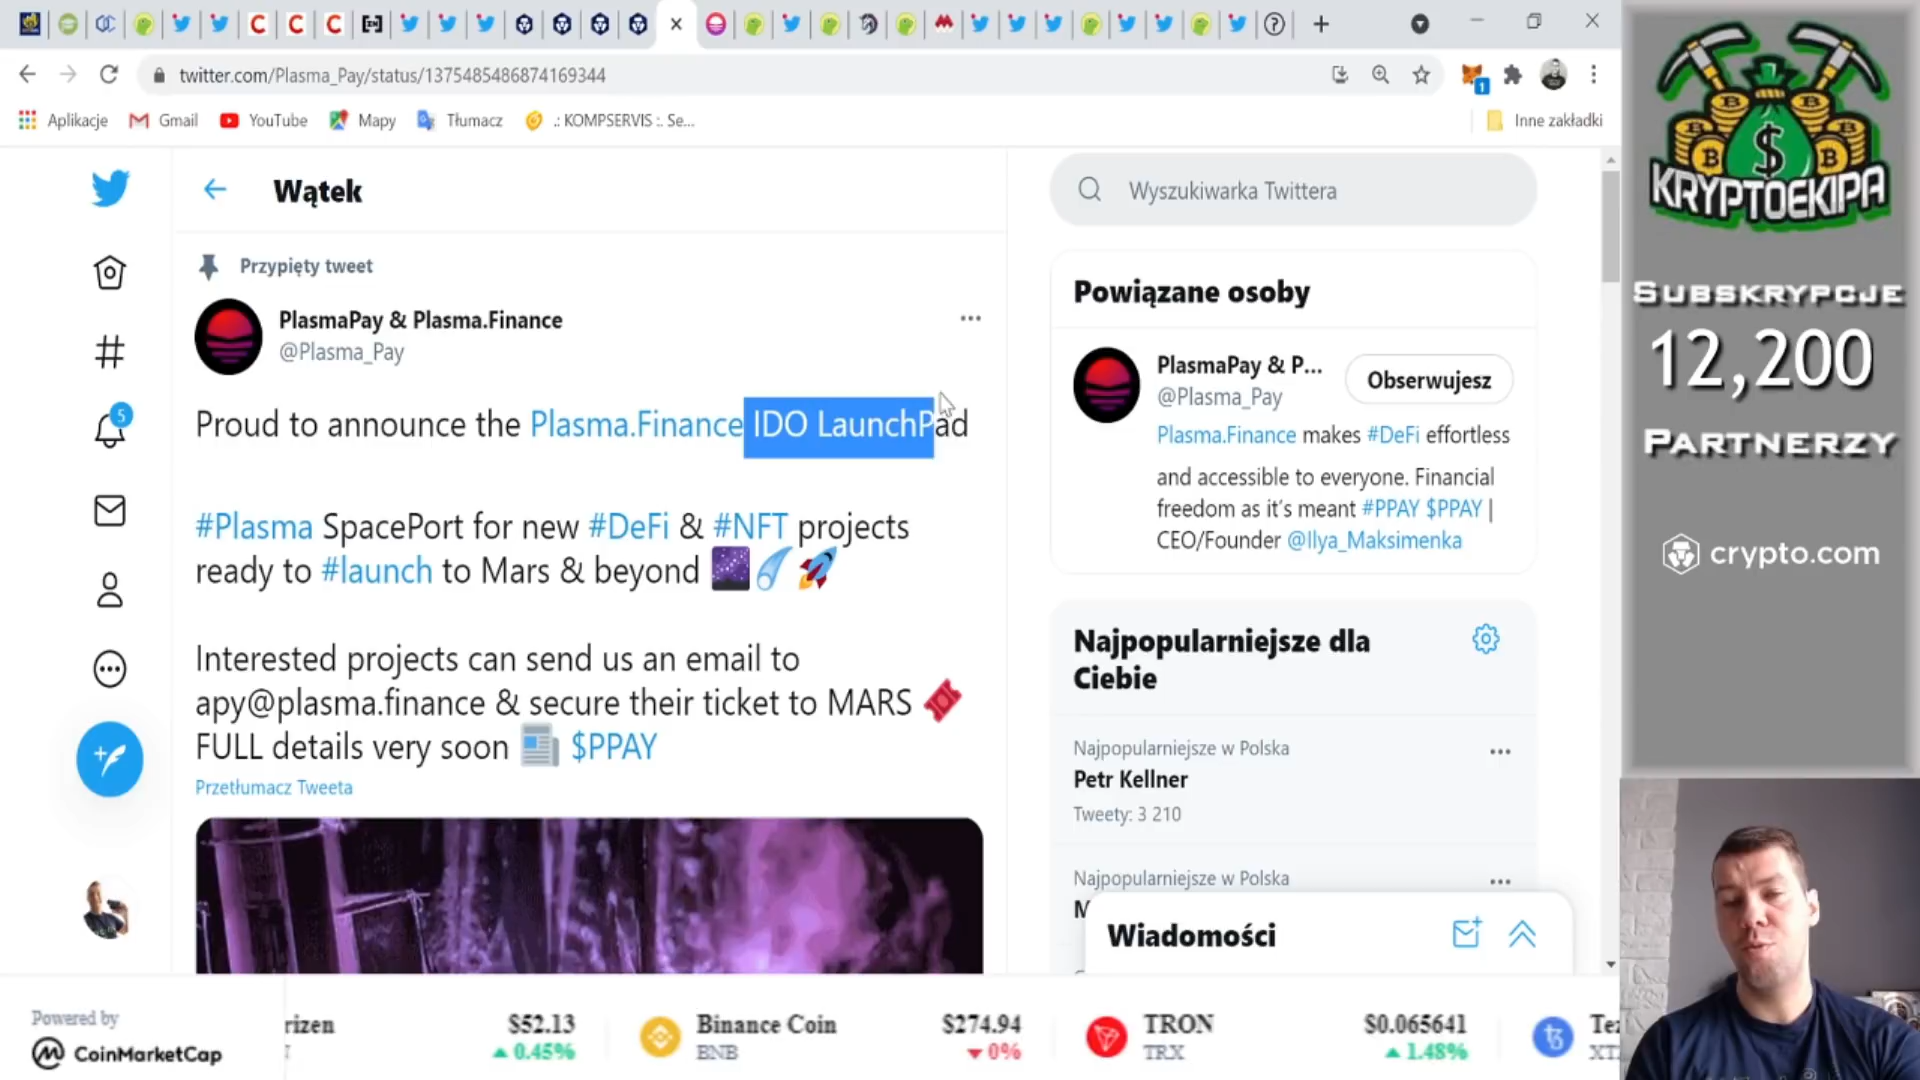 twitter.com/Plasma_Pay/status/1375485486874169344
1
Aplikacje
Gmail
YouTube
Mapy
Tłumacz
.: KOMPSERVIS :. Se...
Inne zakładki
Wątek
Przypięty tweet
PlasmaPay & Plasma.Finance
@Plasma_Pay
Proud to announce the Plasma.Finance IDO LaunchPad
#Plasma SpacePort for new #DeFi & #NFT projects
ready to #launch to Mars & beyond
Interested projects can send us an email to
apy@plasma.finance & secure their ticket to MARS
FULL details very soon $PPAY
Przetłumacz Tweeta
5
Wyszukiwarka Twittera
Powiązane osoby
PlasmaPay & P...
@Plasma_Pay
Obserwujesz
Plasma.Finance makes #DeFi effortless
and accessible to everyone. Financial
freedom as it's meant #PPAY $PPAY |
CEO/Founder @Ilya_Maksimenka
Najpopularniejsze dla
Ciebie
Najpopularniejsze w Polska
Petr Kellner
Tweety: 3 210
Najpopularniejsze w Polska
Wiadomości
KRYPTOEKIPA
SUBSKRYPCJE
12,200
PARTNERZY
crypto.com
Powered by
CoinMarketCap
rizen
$52.13
0.45%
Binance Coin
BNB
$274.94
0%
TRON
TRX
$0.065641
1.48%
Te
XT